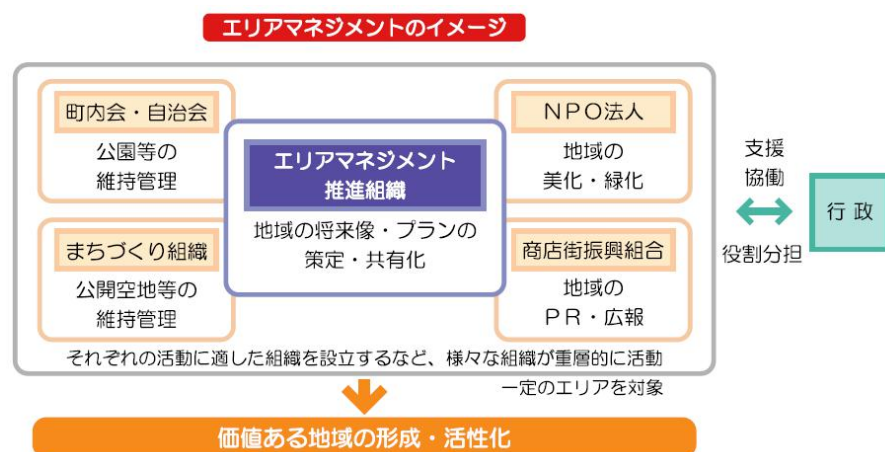 エリアマネジメントのイメージ
町内会・自治会
公園等の
維持管理
エリアマネジメント
推進組織
地域の将来像・プランの
策定・共有化
NPO法人
地域の
美化・緑化
まちづくり組織
公開空地等の
維持管理
商店街振興組合
地域の
PR・広報
支援
協働
役割分担
行政
それぞれの活動に適した組織を設立するなど、様々な組織が重層的に活動
一定のエリアを対象
価値ある地域の形成・活性化